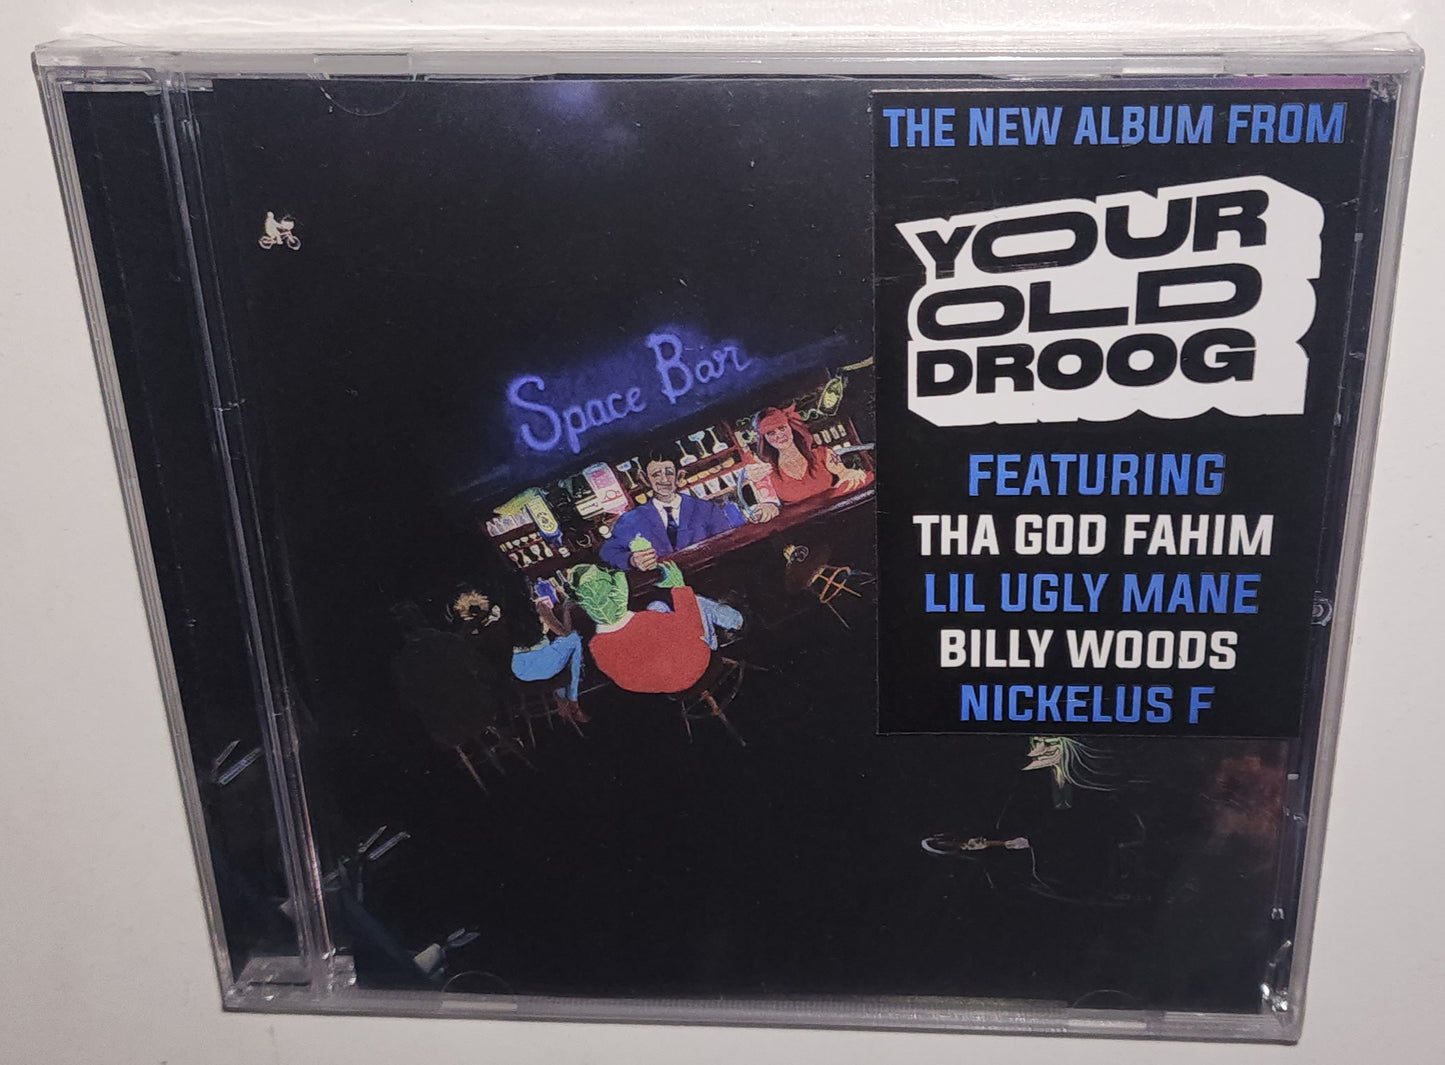 THE NEW ALBUM FROM
YOUR
OLD
DROOG
FEATURING
THA GOD FAHIM
LIL UGLY MANE
BILLY WOODS
NICKELUS F
Space Bar